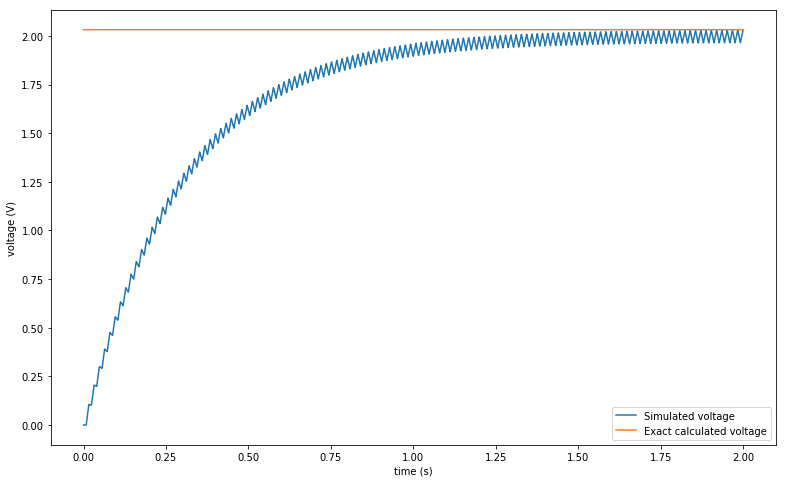 2.00
1.75
1.50
1.25
1.00
0.75
0.50
0.25
0.00
voltage (V)
0.00 0.25 0.50 0.75 1.00 1.25 1.50 1.75 2.00
time (s)
Simulated voltage
Exact calculated voltage